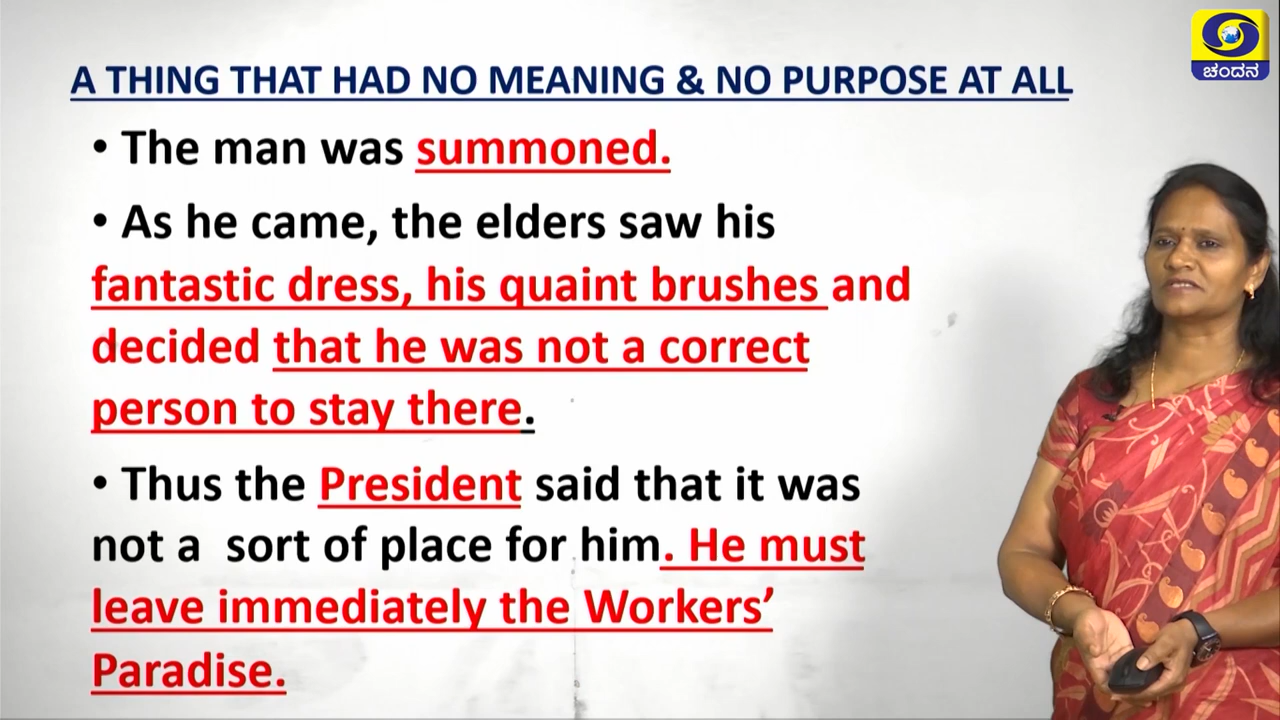 ಚಂದನ
A THING THAT HAD NO MEANING & NO PURPOSE AT ALL
• The man was summoned.
• As he came, the elders saw his
fantastic dress, his quaint brushes and
decided that he was not a correct
person to stay there.
• Thus the President said that it was
not a sort of place for him. He must
leave immediately the Workers’
Paradise.